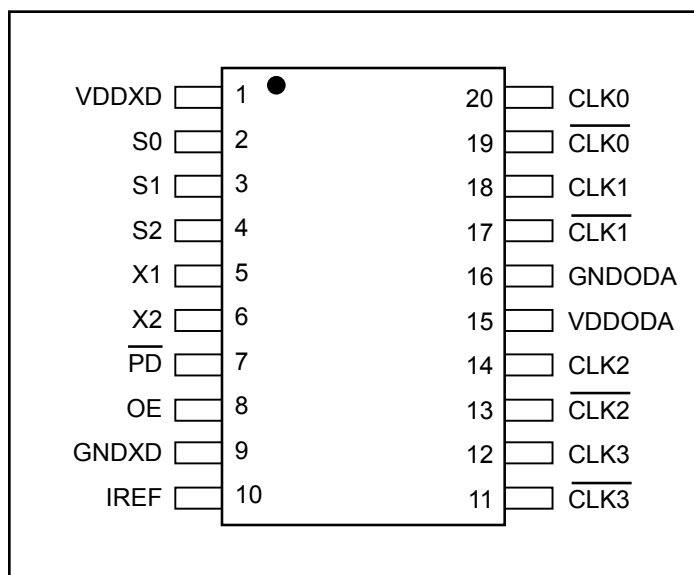 VDDXD 1 20 CLK0
S0 2 19 CLK0
S1 3 18 CLK1
S2 4 17 CLK1
X1 5 16 GNDODA
X2 6 15 VDDODA
PD 7 14 CLK2
OE 8 13 CLK2
GNDXD 9 12 CLK3
IREF 10 11 CLK3